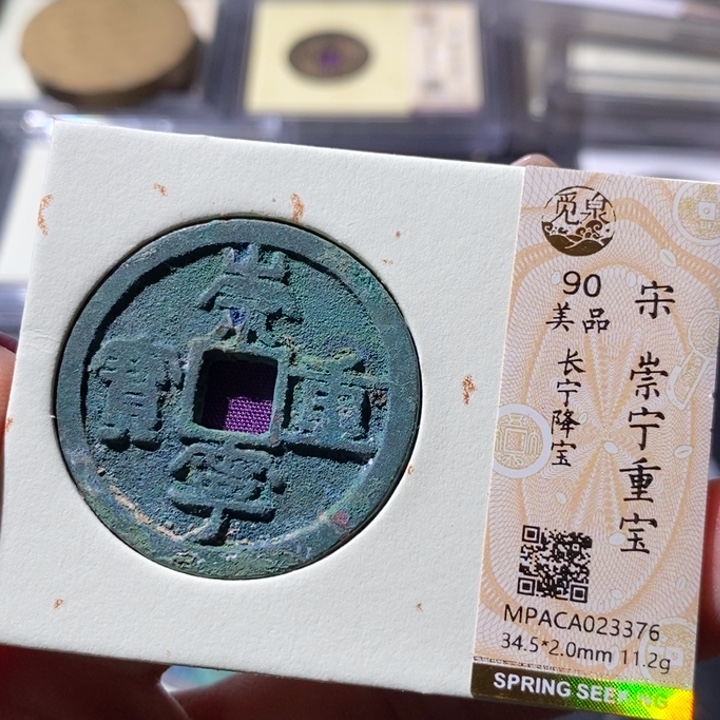 崇
寧
重
寶
觅泉
90
美品
长宁降宝
宋 崇宁重宝
MPACA023376
34.5*2.0mm 11.2g
SPRING SEE